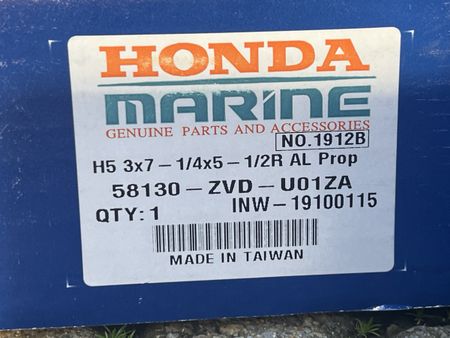 HONDA
MARINE
GENUINE PARTS AND ACCESSORIES
NO.1912B
H5 3x7-1/4x5-1/2R AL Prop
58130-ZVD-U01ZA
QTY:1 INW-19100115
MADE IN TAIWAN